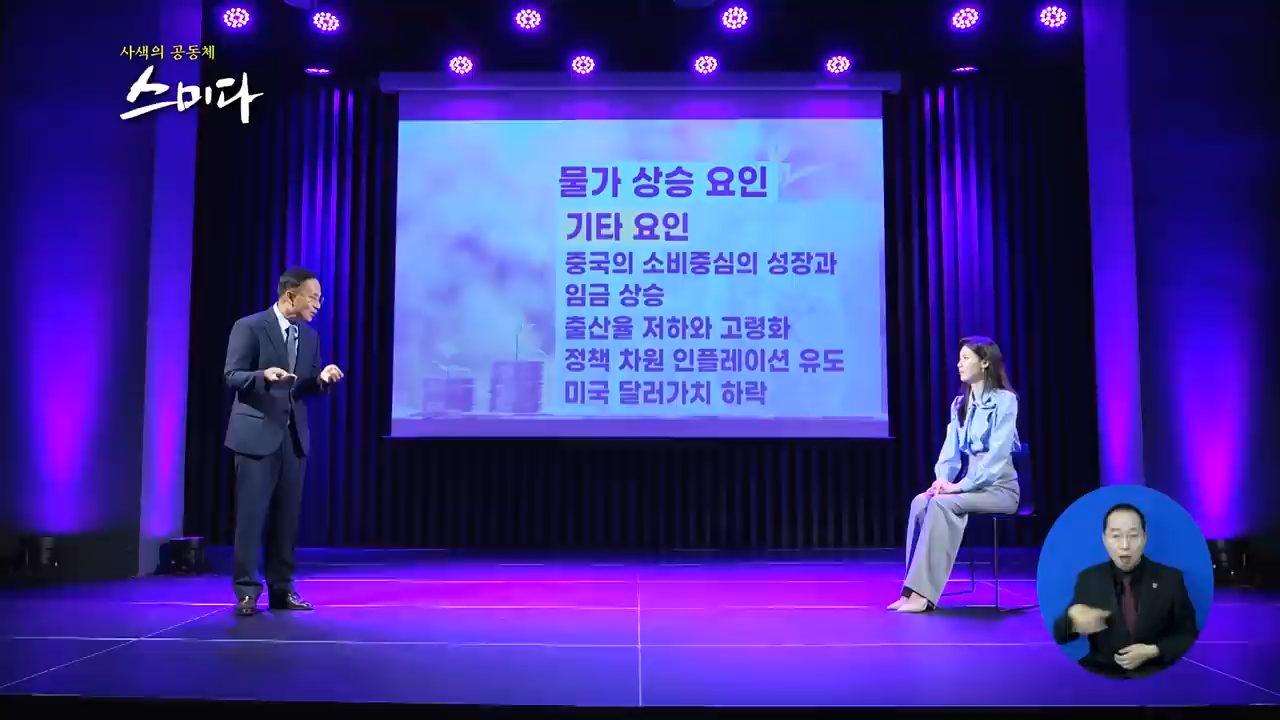 사색의 공동체
스미다
물가 상승 요인
기타 요인
중국의 소비중심의 성장과
임금 상승
출산율 저하와 고령화
정책 차원 인플레이션 유도
미국 달러가치 하락